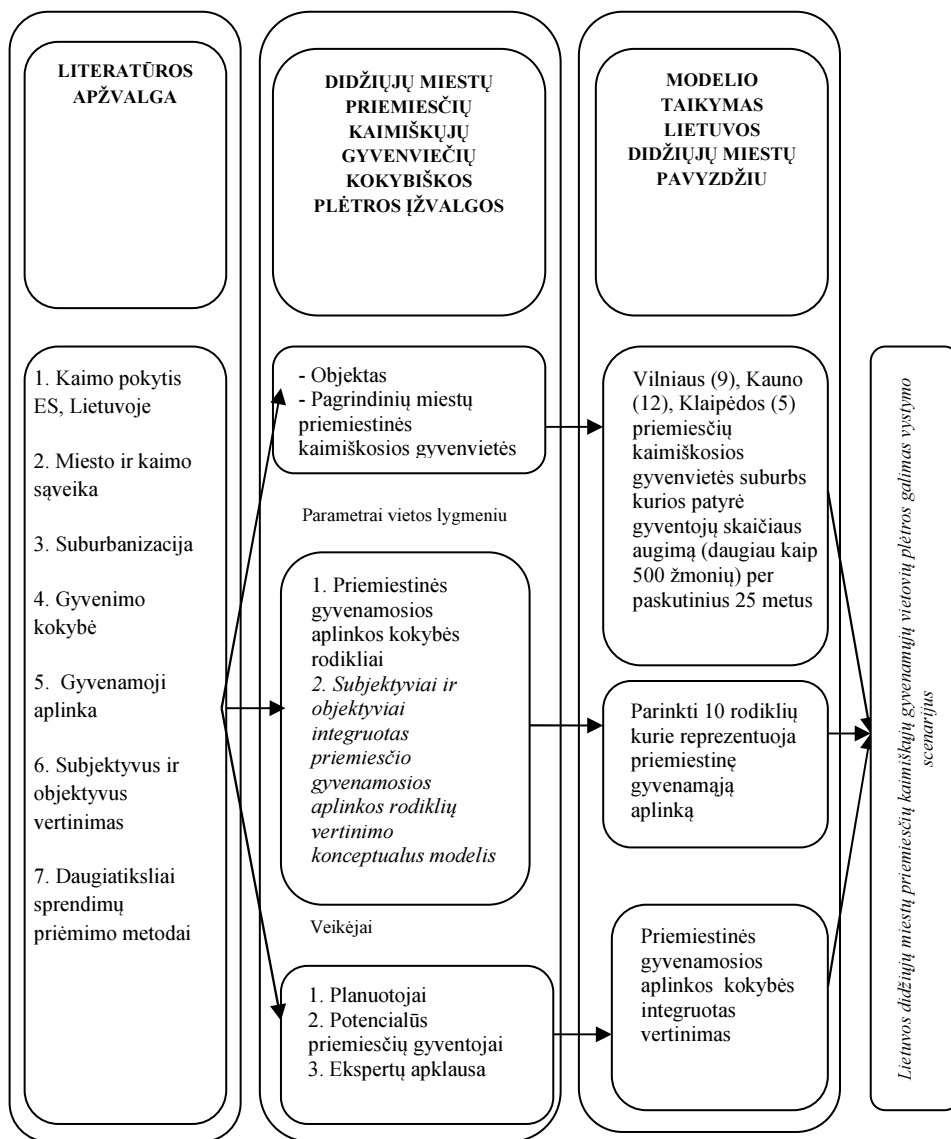 LITERATŪROS
APŽVALGA
1. Kaimo pokytis
ES, Lietuvoje
2. Miesto ir kaimo
sąveika
3. Suburbanizacija
4. Gyvenimo
kokybė
5. Gyvenamoji
aplinka
6. Subjektyvus ir
objektyvus
vertinimas
7. Daugiatiksliai
sprendimų
priėmimo metodai
DIDŽIŲJŲ MIESTŲ
PRIEMIESČIŲ
KAIMIŠKŲJŲ
GYVENVIEČIŲ
KOKYBIŠKOS
PLĖTROS ĮŽVALGOS
- Objektas
- Pagrindinių miestų
priemiestinės
kaimiškosios gyvenvietės
Parametrai vietos lygmeniu
1. Priemiestinės
gyvenamosios
aplinkos kokybės
rodikliai
2. Subjektyviai ir
objektyviai
integruotas
priemiesčio
gyvenamosios
aplinkos rodiklių
vertinimo
konceptualus modelis
Veikėjai
1. Planuotojai
2. Potencialūs
priemiesčių gyventojai
3. Ekspertų apklausa
MODELIO
TAIKYMAS
LIETUVOS
DIDŽIŲJŲ MIESTŲ
PAVYZDŽIU
Vilniaus (9), Kauno
(12), Klaipėdos (5)
priemiesčių
kaimiškosios
gyvenvietės suburbs
kurios patyrė
gyventojų skaičiaus
augimą (daugiau kaip
500 žmonių) per
paskutinius 25 metus
Parinkti 10 rodiklių
kurie reprezentuoja
priemiestinę
gyvenamąją
aplinką
Priemiestinės
gyvenamosios
aplinkos kokybės
integruotas
vertinimas
Lietuvos didžiųjų miestų priemiesčių kaimiškųjų gyvenamųjų vietovių plėtros galimas vystymo
scenarijus